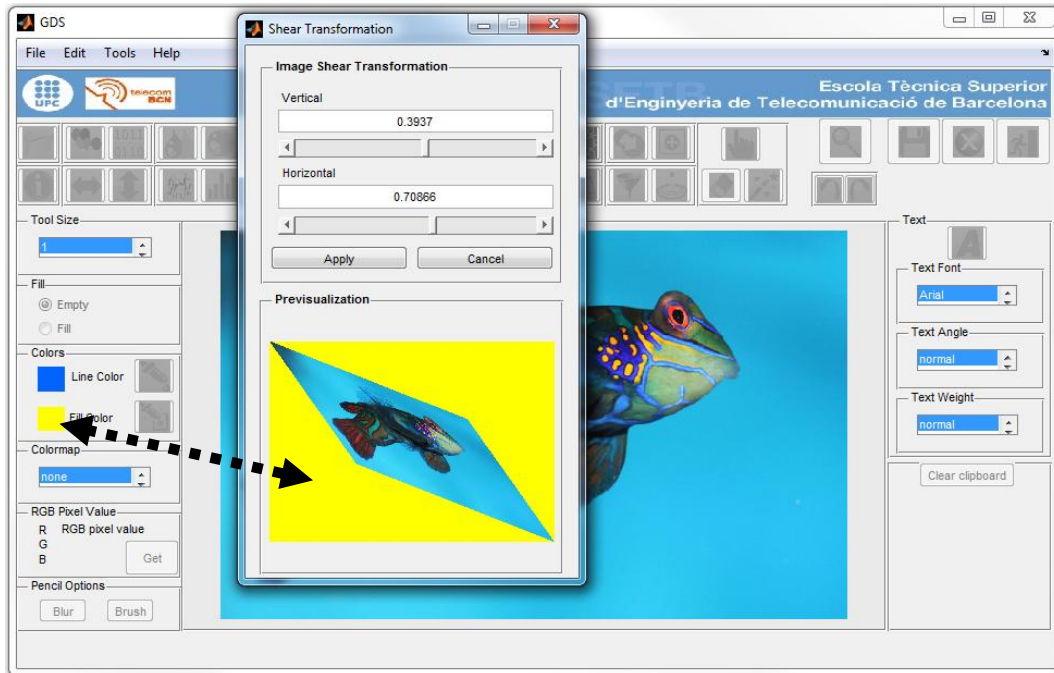 GDS
Shear Transformation
File Edit Tools Help
Image Shear Transformation
UPC
telecom
BCN
Escola Tècnica Superior
d'Enginyeria de Telecomunicació de Barcelona
Vertical
0.3937
Horizontal
0.70866
Apply Cancel
Previsualization
Tool Size
1
Fill
Empty
Fill
Colors
Line Color
Fill Color
Colormap
none
RGB Pixel Value
R RGB pixel value
G
B
Get
Pencil Options
Blur Brush
Text
A
Text Font
Arial
Text Angle
normal
Text Weight
normal
Clear clipboard